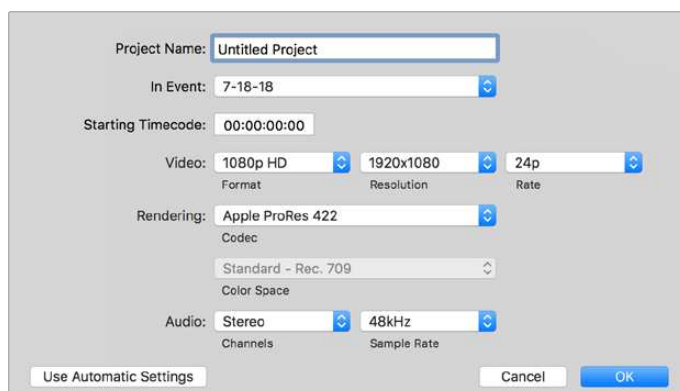 Project Name: Untitled Project
In Event: 7-18-18
Starting Timecode: 00:00:00:00
Video: 1080p HD 1920x1080 24p
Format Resolution Rate
Rendering: Apple ProRes 422
Codec
Standard - Rec. 709
Color Space
Audio: Stereo 48kHz
Channels Sample Rate
Use Automatic Settings Cancel OK